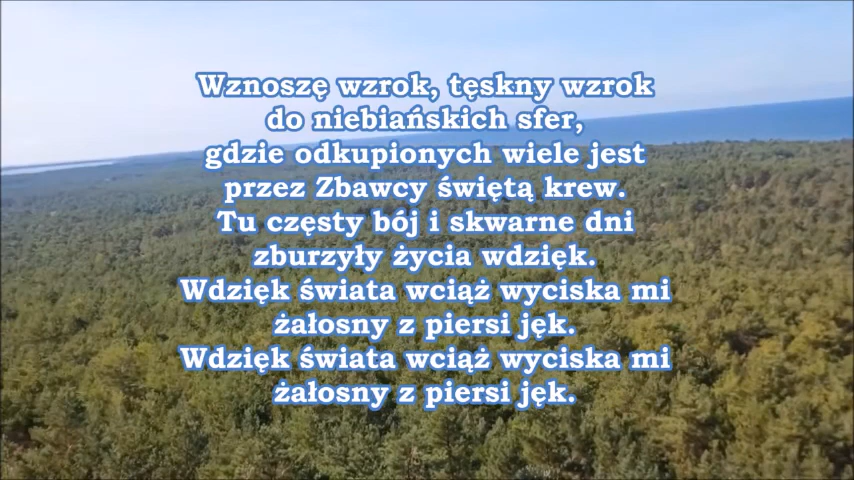 Wznoszę wzrok, tęskny wzrok
do niebiańskich sfer,
gdzie odkupionych wiele jest
przez Zbawcy świętą krew.
Tu częsty bój i skwarne dni
zburzyły życia wdzięk.
Wdzięk świata wciąż wyciska mi
żałosny z piersi jęk.
Wdzięk świata wciąż wyciska mi
żałosny z piersi jęk.